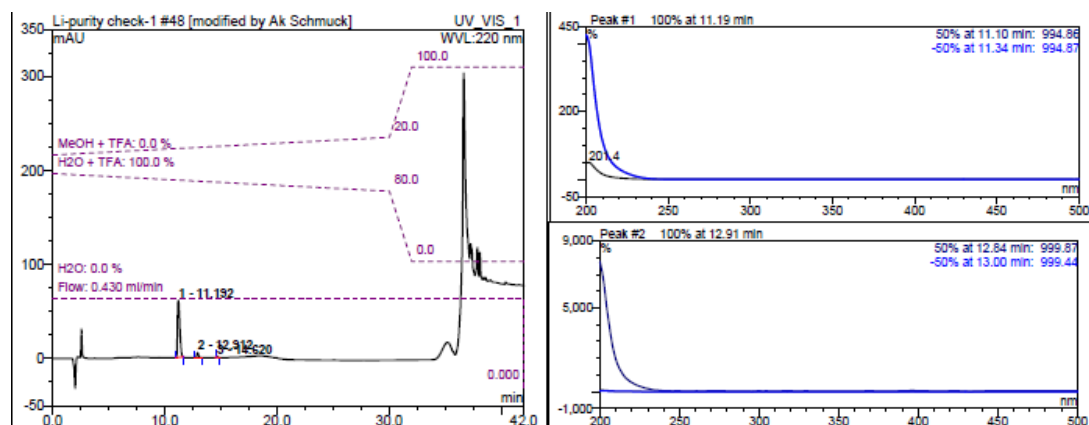 Li-purity check-1 #48 [modified by Ak Schmuck] UV_VIS_1
mAU WVL:220 nm
350
300
200
100
0
-50
100.0
20.0
MeOH + TFA: 0.0 %
H2O + TFA: 100.0 %
80.0
0.0
H2O: 0.0 %
Flow: 0.430 ml/min
1 - 11.192
2 - 12.912
3 - 14.620
0.000
min
0.0 10.0 20.0 30.0 42.0
Peak #1 100% at 11.19 min
450
%
50% at 11.10 min: 994.86
-50% at 11.34 min: 994.87
200
201.4
-50
nm
200 250 300 350 400 450 500
Peak #2 100% at 12.91 min
9,000
%
50% at 12.84 min: 999.87
-50% at 13.00 min: 999.44
5,000
-1,000
nm
200 250 300 350 400 450 500